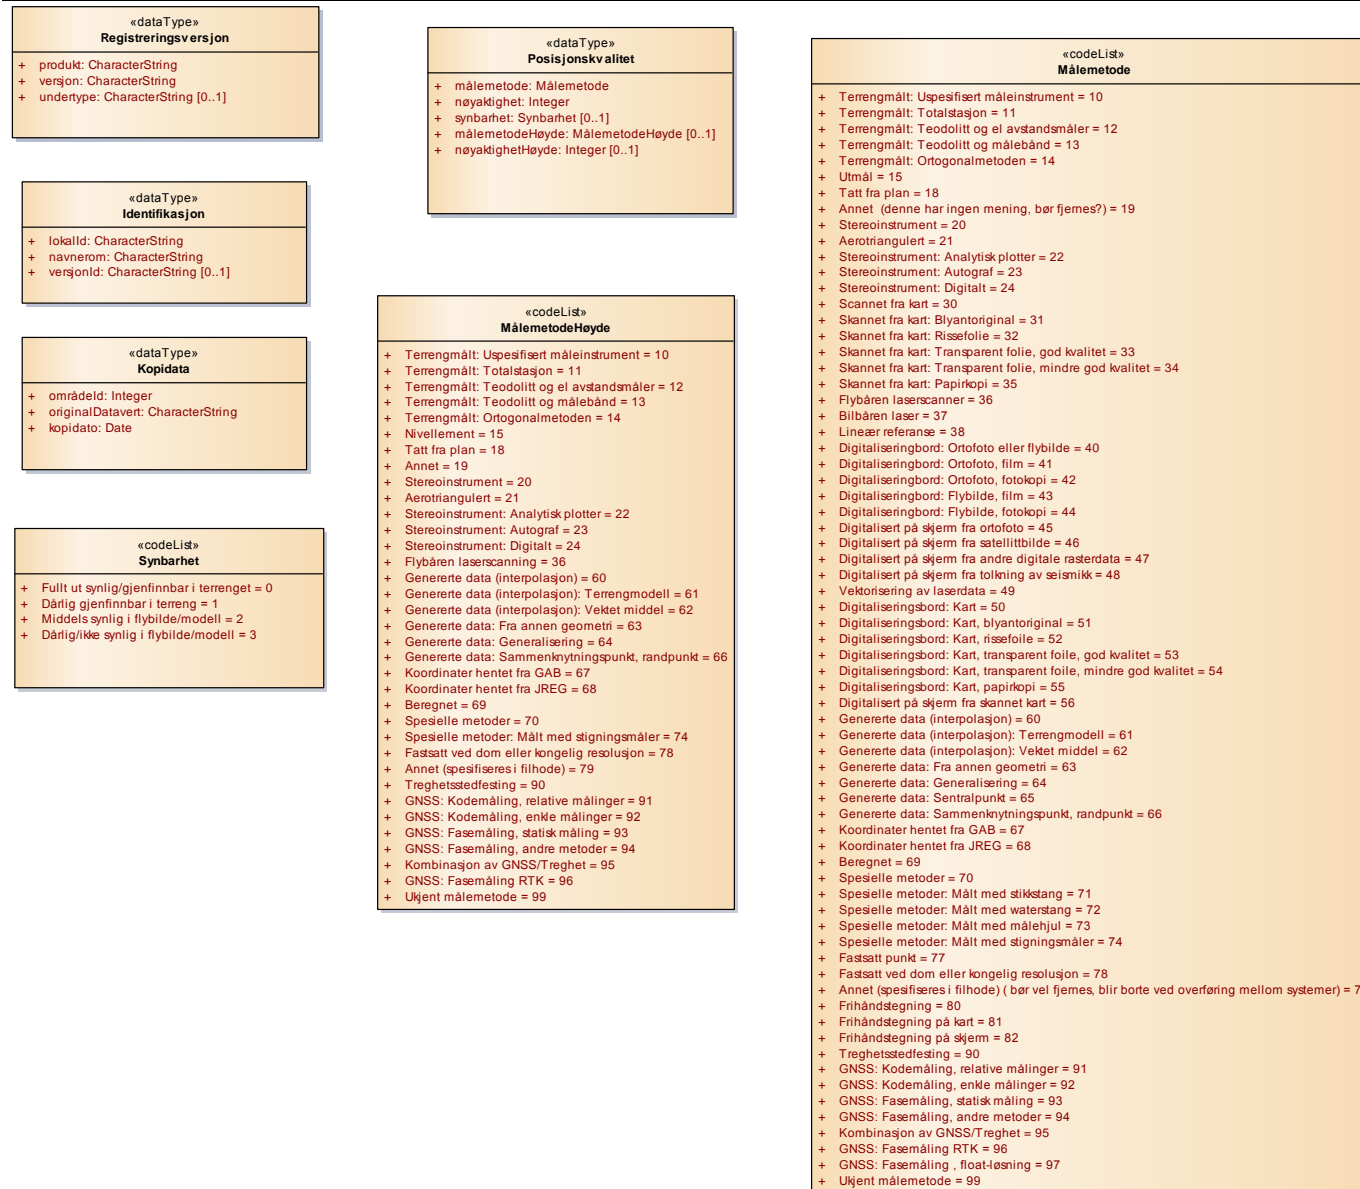 «dataType»
Registreringsversjon
+ produkt: CharacterString
+ versjon: CharacterString
+ undertype: CharacterString [0..1]
«dataType»
Identifikasjon
+ lokalId: CharacterString
+ navnerom: CharacterString
+ versjonId: CharacterString [0..1]
«dataType»
Kopidata
+ områdeId: Integer
+ originalDatavert: CharacterString
+ kopidato: Date
«codeList»
Synbarhet
+ Fullt ut synlig/gjenfinnbar i terrenget = 0
+ Dårlig gjenfinnbar i terreng = 1
+ Middels synlig i flybilde/modell = 2
+ Dårlig/ikke synlig i flybilde/modell = 3
«dataType»
Posisjonskvalitet
+ målemetode: Målemetode
+ nøyaktighet: Integer
+ synbarhet: Synbarhet [0..1]
+ målemetodeHøyde: MålemetodeHøyde [0..1]
+ nøyaktighetHøyde: Integer [0..1]
«codeList»
MålemetodeHøyde
+ Terrengmålt: Uspesifisert måleinstrument = 10
+ Terrengmålt: Totalstasjon = 11
+ Terrengmålt: Teodolitt og el avstandsmåler = 12
+ Terrengmålt: Teodolitt og målebånd = 13
+ Terrengmålt: Ortogonalmetoden = 14
+ Nivellement = 15
+ Tatt fra plan = 18
+ Annet = 19
+ Stereoinstrument = 20
+ Aerotriangulert = 21
+ Stereoinstrument: Analytisk plotter = 22
+ Stereoinstrument: Autograf = 23
+ Stereoinstrument: Digitalt = 24
+ Flybåren laserscanning = 36
+ Genererte data (interpolasjon) = 60
+ Genererte data (interpolasjon): Terrengmodell = 61
+ Genererte data (interpolasjon): Vektet middel = 62
+ Genererte data: Fra annen geometri = 63
+ Genererte data: Generalisering = 64
+ Genererte data: Sammenknytningspunkt, randpunkt = 66
+ Koordinater hentet fra GAB = 67
+ Koordinater hentet fra JREG = 68
+ Beregnet = 69
+ Spesielle metoder = 70
+ Spesielle metoder: Målt med stigningsmåler = 74
+ Fastsatt ved dom eller kongelig resolusjon = 78
+ Annet (spesifiseres i filhode) = 79
+ Treghetsstedfesting = 90
+ GNSS: Kodemåling, relative målinger = 91
+ GNSS: Kodemåling, enkle målinger = 92
+ GNSS: Fasemåling, statisk måling = 93
+ GNSS: Fasemåling, andre metoder = 94
+ Kombinasjon av GNSS/Treghet = 95
+ GNSS: Fasemåling RTK = 96
+ Ukjent målemetode = 99
«codeList»
Målemetode
+ Terrengmålt: Uspesifisert måleinstrument = 10
+ Terrengmålt: Totalstasjon = 11
+ Terrengmålt: Teodolitt og el avstandsmåler = 12
+ Terrengmålt: Teodolitt og målebånd = 13
+ Terrengmålt: Ortogonalmetoden = 14
+ Utmål = 15
+ Tatt fra plan = 18
+ Annet (denne har ingen mening, bør fjernes?) = 19
+ Stereoinstrument = 20
+ Aerotriangulert = 21
+ Stereoinstrument: Analytisk plotter = 22
+ Stereoinstrument: Autograf = 23
+ Stereoinstrument: Digitalt = 24
+ Scannet fra kart = 30
+ Skannet fra kart: Blyantoriginal = 31
+ Skannet fra kart: Rissefolie = 32
+ Skannet fra kart: Transparent folie, god kvalitet = 33
+ Skannet fra kart: Transparent folie, mindre god kvalitet = 34
+ Skannet fra kart: Papirkopi = 35
+ Flybåren laserscanner = 36
+ Bilbåren laser = 37
+ Lineær referanse = 38
+ Digitaliseringbord: Ortofoto eller flybilde = 40
+ Digitaliseringbord: Ortofoto, film = 41
+ Digitaliseringbord: Ortofoto, fotokopi = 42
+ Digitaliseringbord: Flybilde, film = 43
+ Digitaliseringbord: Flybilde, fotokopi = 44
+ Digitalisert på skjerm fra ortofoto = 45
+ Digitalisert på skjerm fra satellittbilde = 46
+ Digitalisert på skjerm fra andre digitale rasterdata = 47
+ Digitalisert på skjerm fra tolkning av seismikk = 48
+ Vektorisering av laserdata = 49
+ Digitaliseringsbord: Kart = 50
+ Digitaliseringsbord: Kart, blyantoriginal = 51
+ Digitaliseringsbord: Kart, rissefoile = 52
+ Digitaliseringsbord: Kart, transparent foile, god kvalitet = 53
+ Digitaliseringsbord: Kart, transparent foile, mindre god kvalitet = 54
+ Digitaliseringsbord: Kart, papirkopi = 55
+ Digitalisert på skjerm fra skannet kart = 56
+ Genererte data (interpolasjon) = 60
+ Genererte data (interpolasjon): Terrengmodell = 61
+ Genererte data (interpolasjon): Vektet middel = 62
+ Genererte data: Fra annen geometri = 63
+ Genererte data: Generalisering = 64
+ Genererte data: Sentralpunkt = 65
+ Genererte data: Sammenknytningspunkt, randpunkt = 66
+ Koordinater hentet fra GAB = 67
+ Koordinater hentet fra JREG = 68
+ Beregnet = 69
+ Spesielle metoder = 70
+ Spesielle metoder: Målt med stikkstang = 71
+ Spesielle metoder: Målt med waterstang = 72
+ Spesielle metoder: Målt med målehjul = 73
+ Spesielle metoder: Målt med stigningsmåler = 74
+ Fastsatt punkt = 77
+ Fastsatt ved dom eller kongelig resolusjon = 78
+ Annet (spesifiseres i filhode) ( bør vel fjernes, blir borte ved overføring mellom systemer) = 7
+ Frihåndstegning = 80
+ Frihåndstegning på kart = 81
+ Frihåndstegning på skjerm = 82
+ Treghetsstedfesting = 90
+ GNSS: Kodemåling, relative målinger = 91
+ GNSS: Kodemåling, enkle målinger = 92
+ GNSS: Fasemåling, statisk måling = 93
+ GNSS: Fasemåling, andre metoder = 94
+ Kombinasjon av GNSS/Treghet = 95
+ GNSS: Fasemåling RTK = 96
+ GNSS: Fasemåling , float-løsning = 97
+ Ukjent målemetode = 99